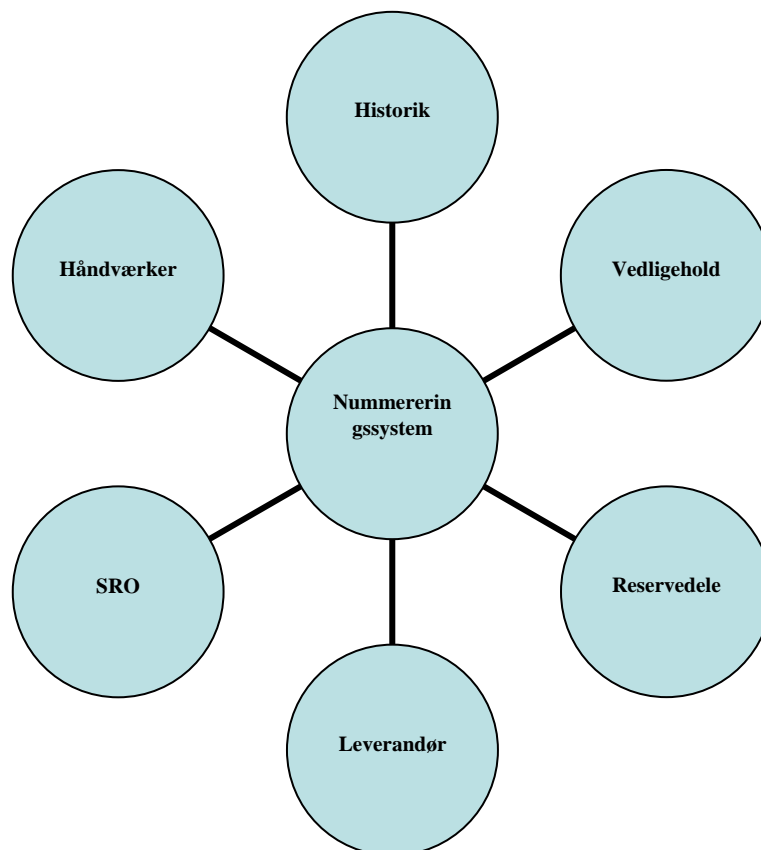 Historik
Håndværker
Vedligehold
Nummererin
gssystem
SRO
Reservedele
Leverandør